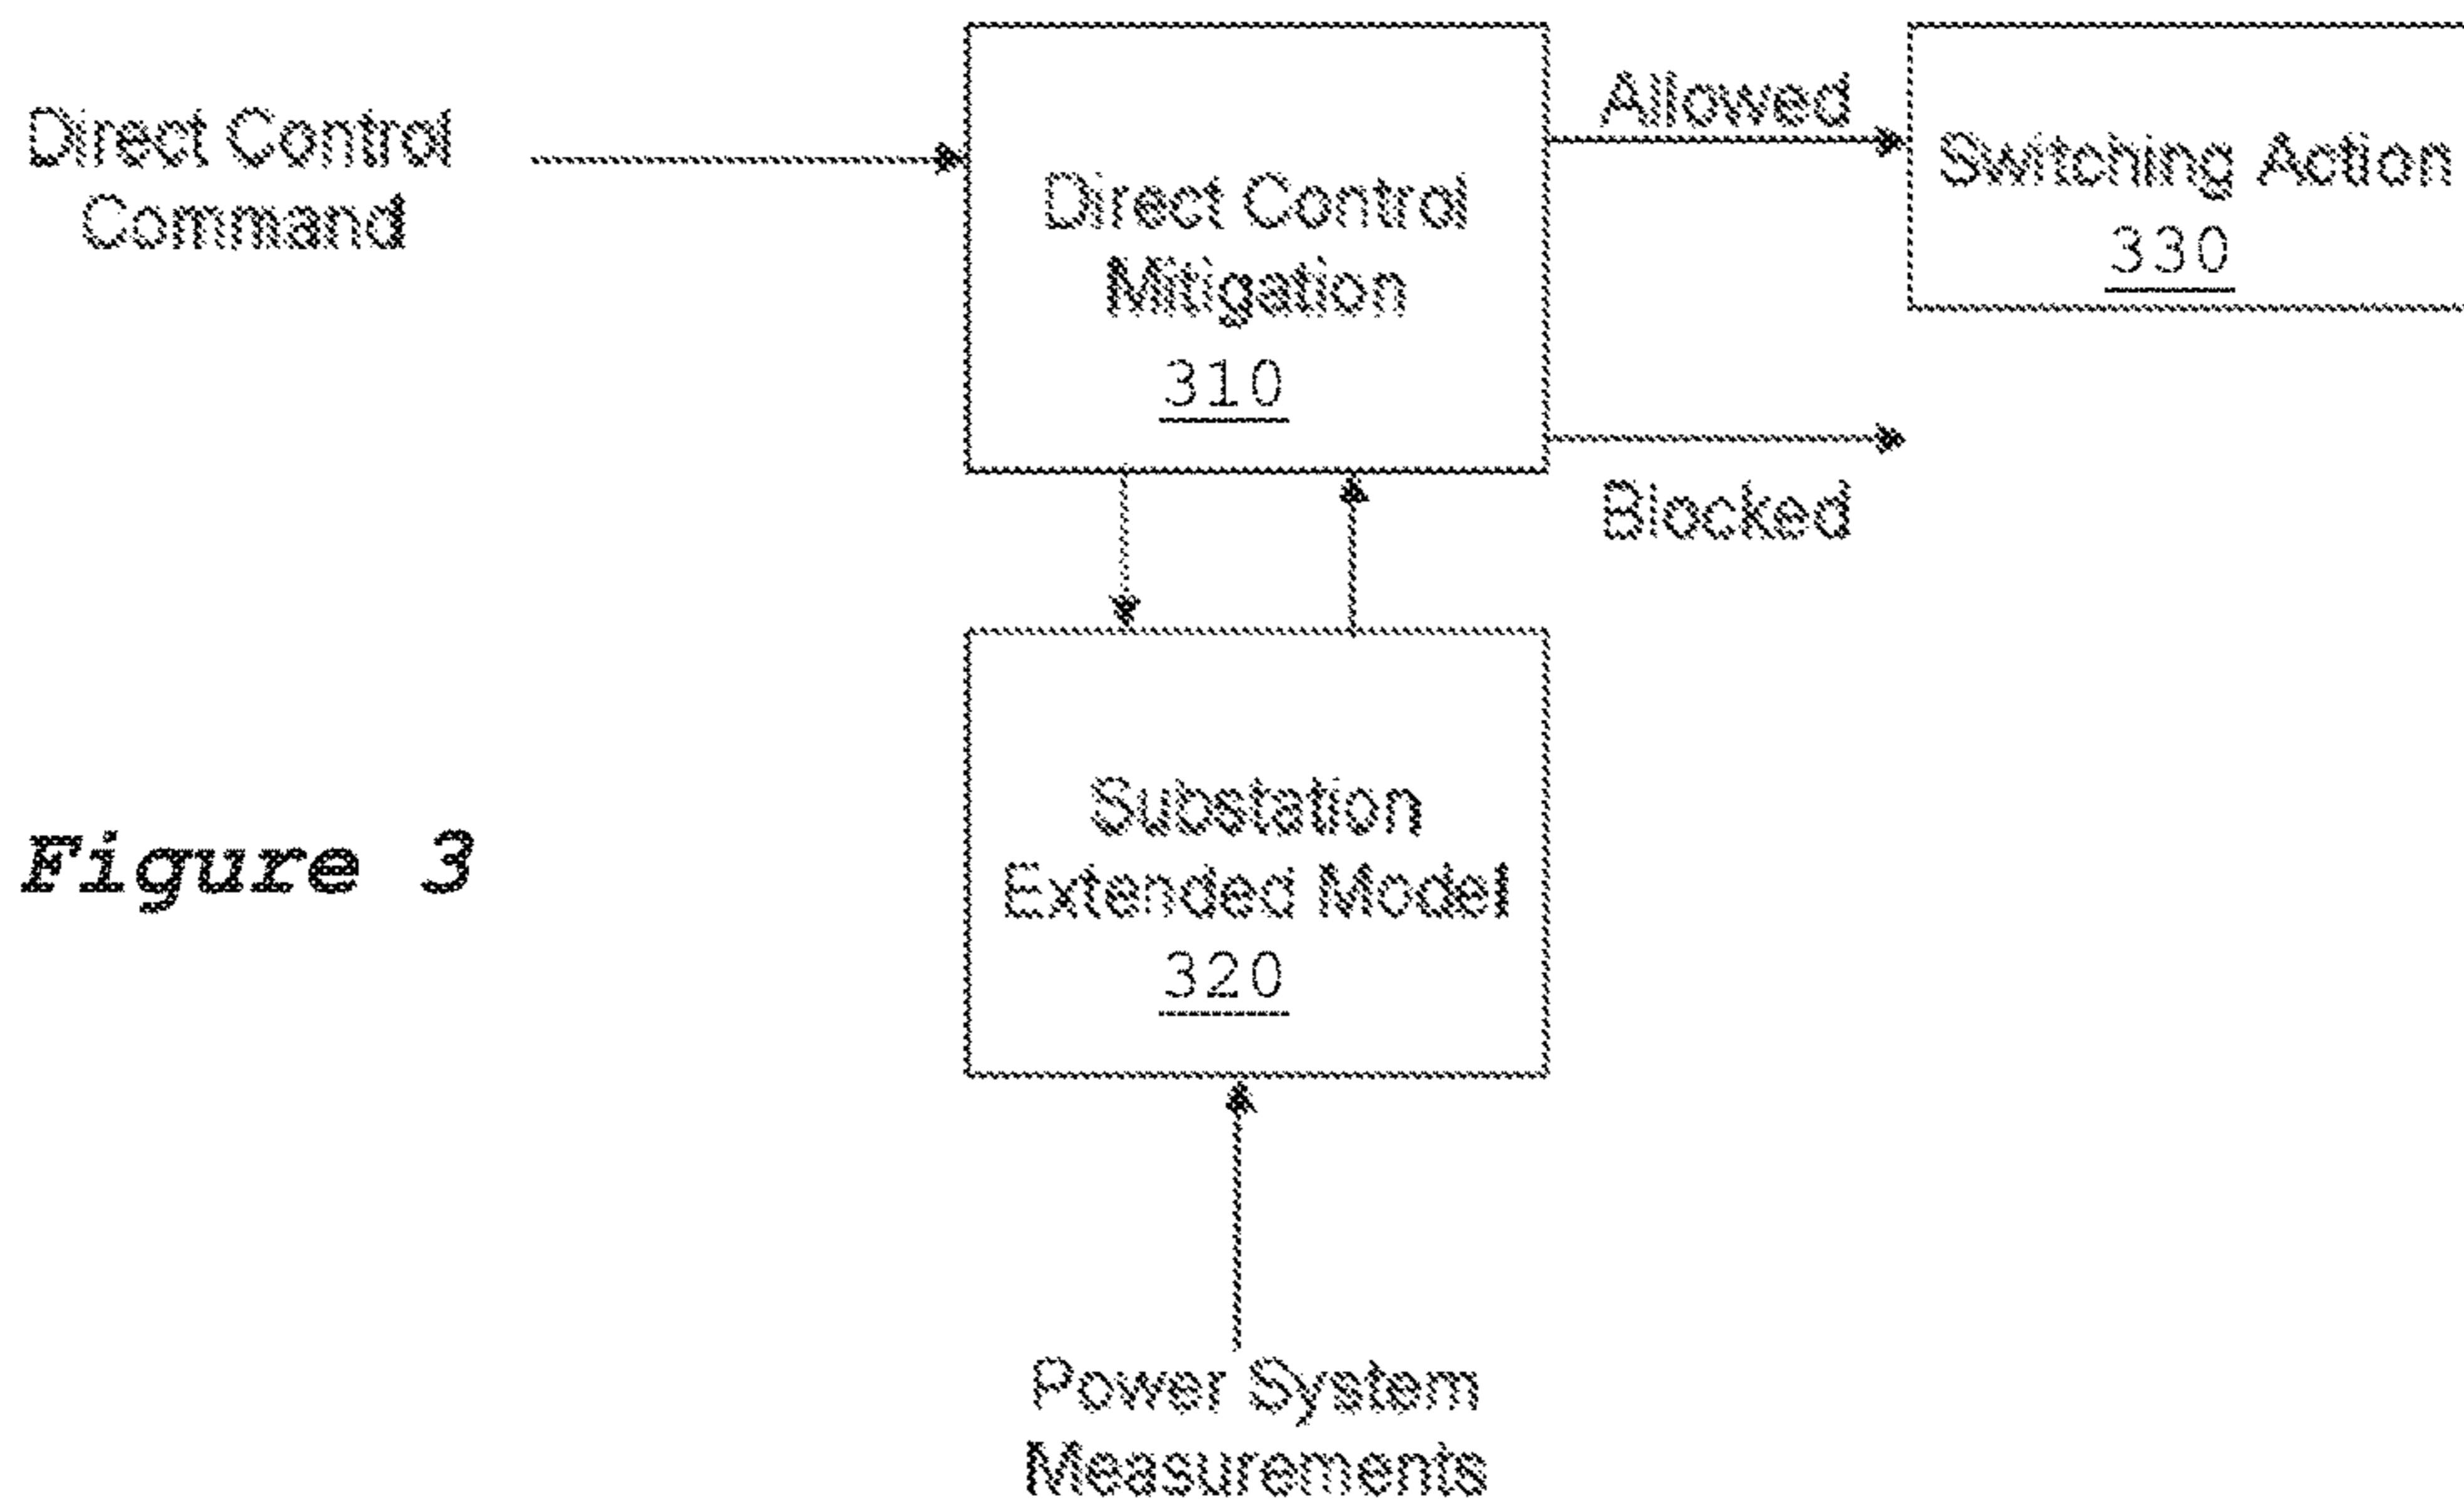 Direct Control
Command
Direct Control
Mitigation
310
Allowed
Switching Action
330
Blocked
Substation
Extended Model
320
Figure 3
Power System
Measurements